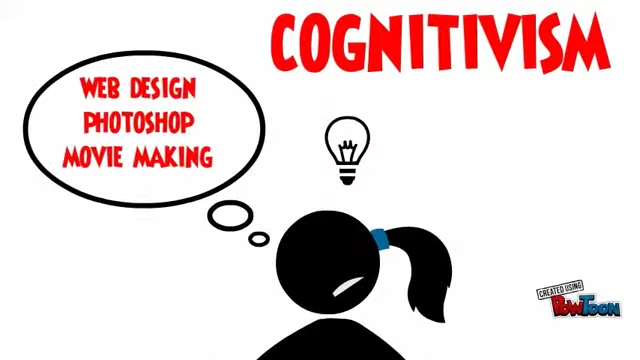 COGNITIVISM
WEB DESIGN
PHOTOSHOP
MOVIE MAKING
CREATED USING
POWTOON